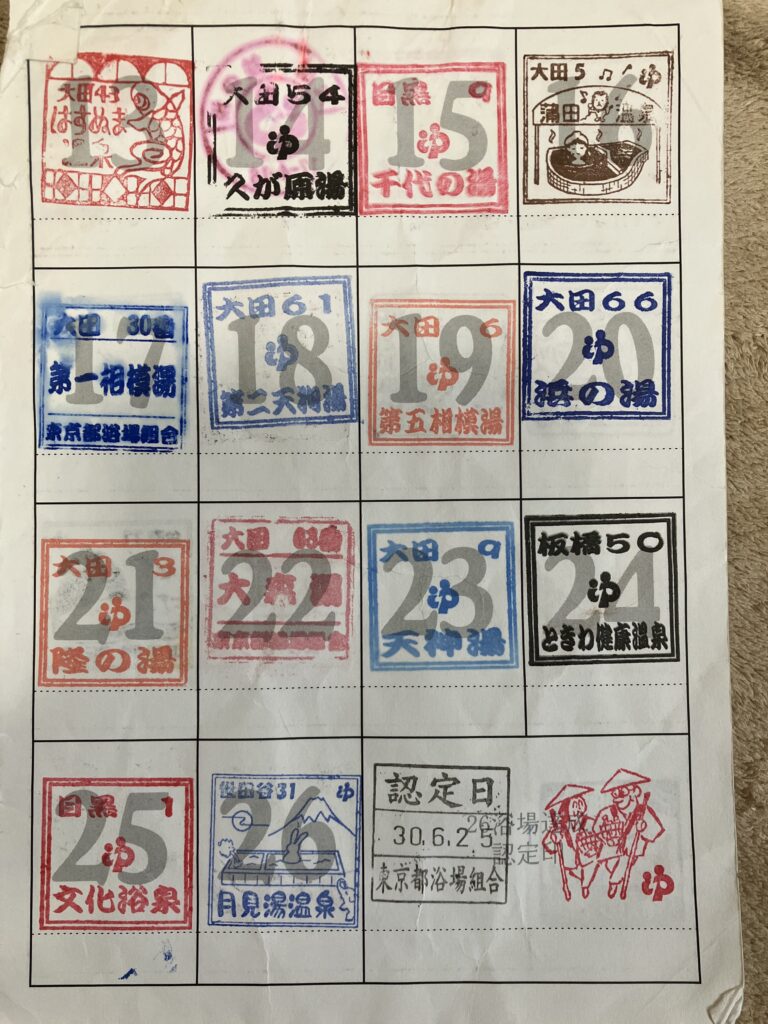 13
大田43
はすぬま
温泉
14
大田54
ゆ
久が原湯
15
目黒 9
ゆ
千代の湯
16
大田5 ゆ
蒲田 温泉
17
大田 30番
第一相模湯
東京都浴場組合
18
大田61
ゆ
第二天狗湯
19
大田 6
ゆ
第五相模湯
20
大田66
ゆ
浜の湯
21
大田 3
ゆ
隆の湯
22
大田
23
大田 9
ゆ
天神湯
24
板橋50
ゆ
ときわ健康温泉
25
目黒 1
ゆ
文化浴泉
26
世田谷31 ゆ
月見湯温泉
認定日
30.6.25
東京都浴場組合
26浴場達成
認定印
ゆ